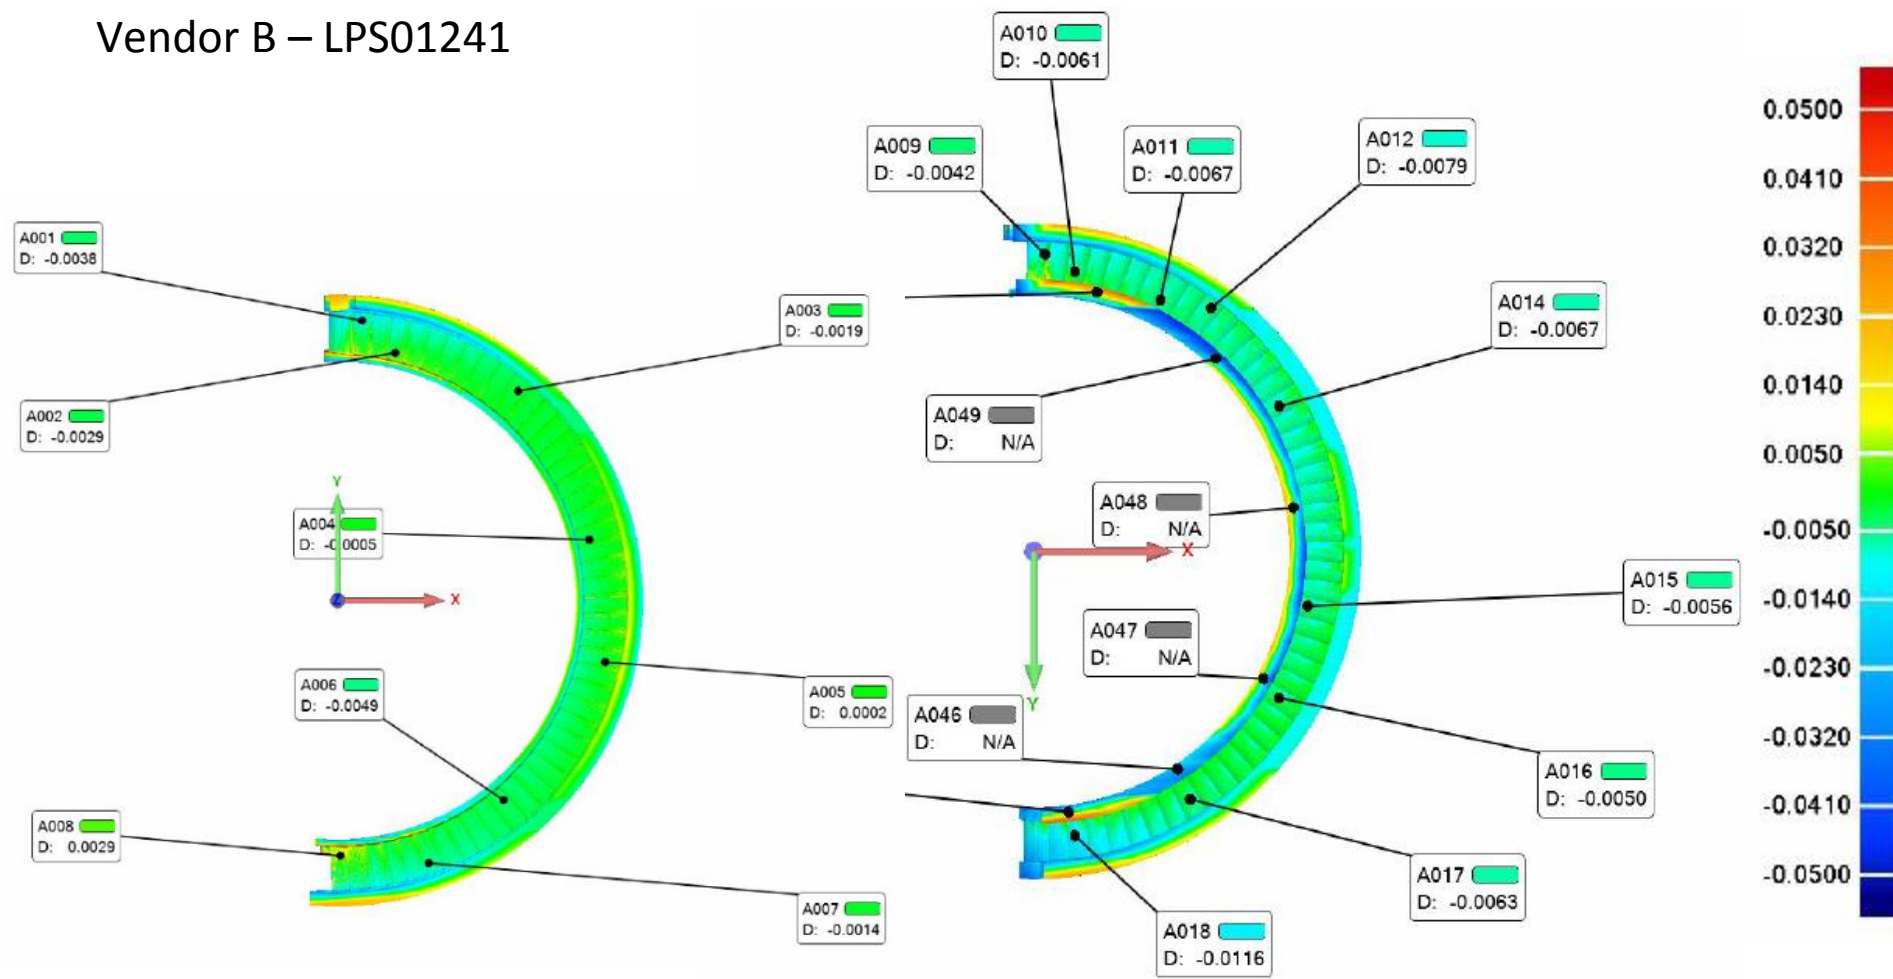 Vendor B – LPS01241
A001
D: -0.0038
A002
D: -0.0029
A003
D: -0.0019
Y
A004
D: -0.0005
Z
X
A006
D: -0.0049
A005
D: 0.0002
A008
D: 0.0029
A007
D: -0.0014
A010
D: -0.0061
A009
D: -0.0042
A011
D: -0.0067
A012
D: -0.0079
A014
D: -0.0067
A049
D: N/A
A048
D: N/A
X
A015
D: -0.0056
A047
D: N/A
Y
A046
D: N/A
A016
D: -0.0050
A017
D: -0.0063
A018
D: -0.0116
0.0500
0.0410
0.0320
0.0230
0.0140
0.0050
-0.0050
-0.0140
-0.0230
-0.0320
-0.0410
-0.0500